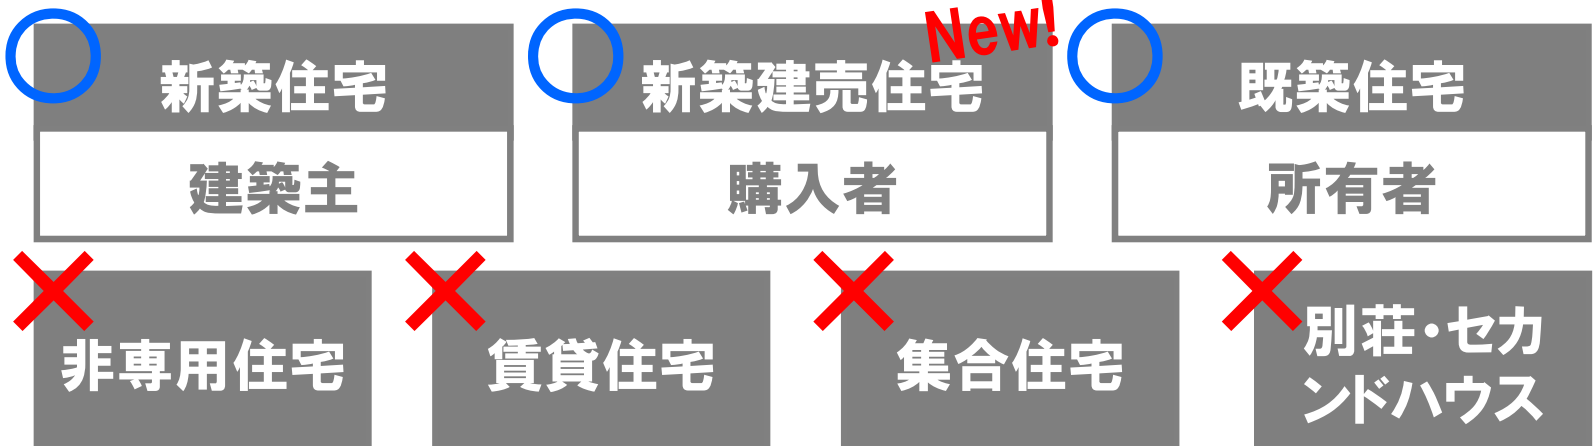 新築住宅
建築主
New!
新築建売住宅
購入者
既築住宅
所有者
非専用住宅
賃貸住宅
集合住宅
別荘・セカ
ンドハウス